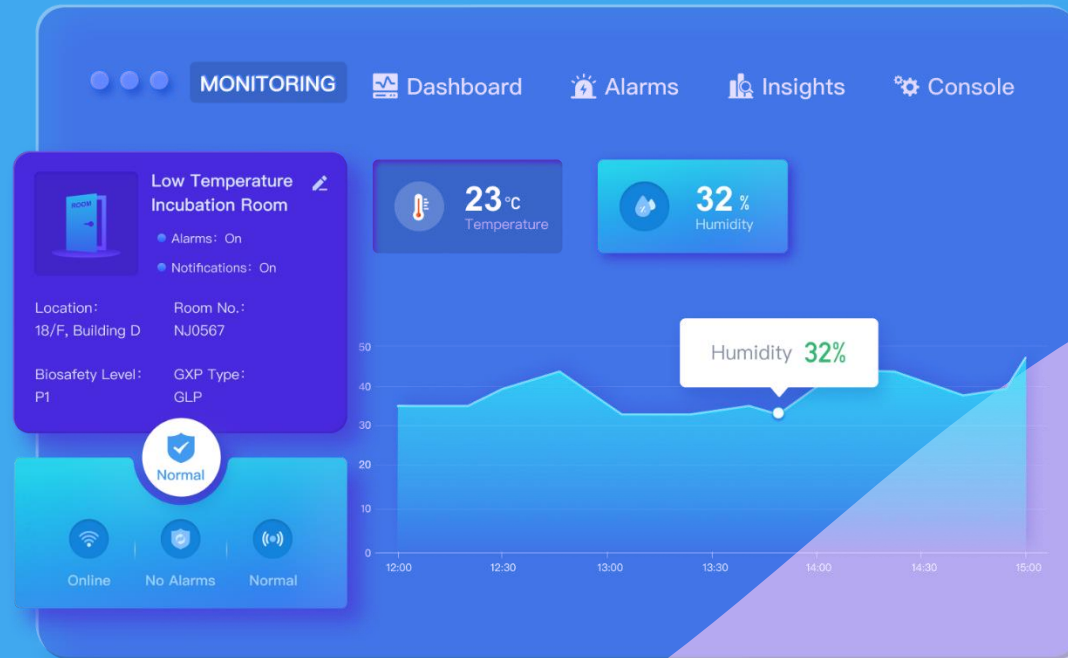 MONITORING
Dashboard
Alarms
Insights
Console
ROOM
Low Temperature
Incubation Room
Alarms: On
Notifications: On
Location:
18/F, Building D
Room No.:
NJ0567
Biosafety Level:
P1
GXP Type:
GLP
Normal
Online
No Alarms
Normal
23 °C
Temperature
32 %
Humidity
Humidity 32%
50
40
30
20
10
0
12:00
12:30
13:00
13:30
14:00
14:30
15:00